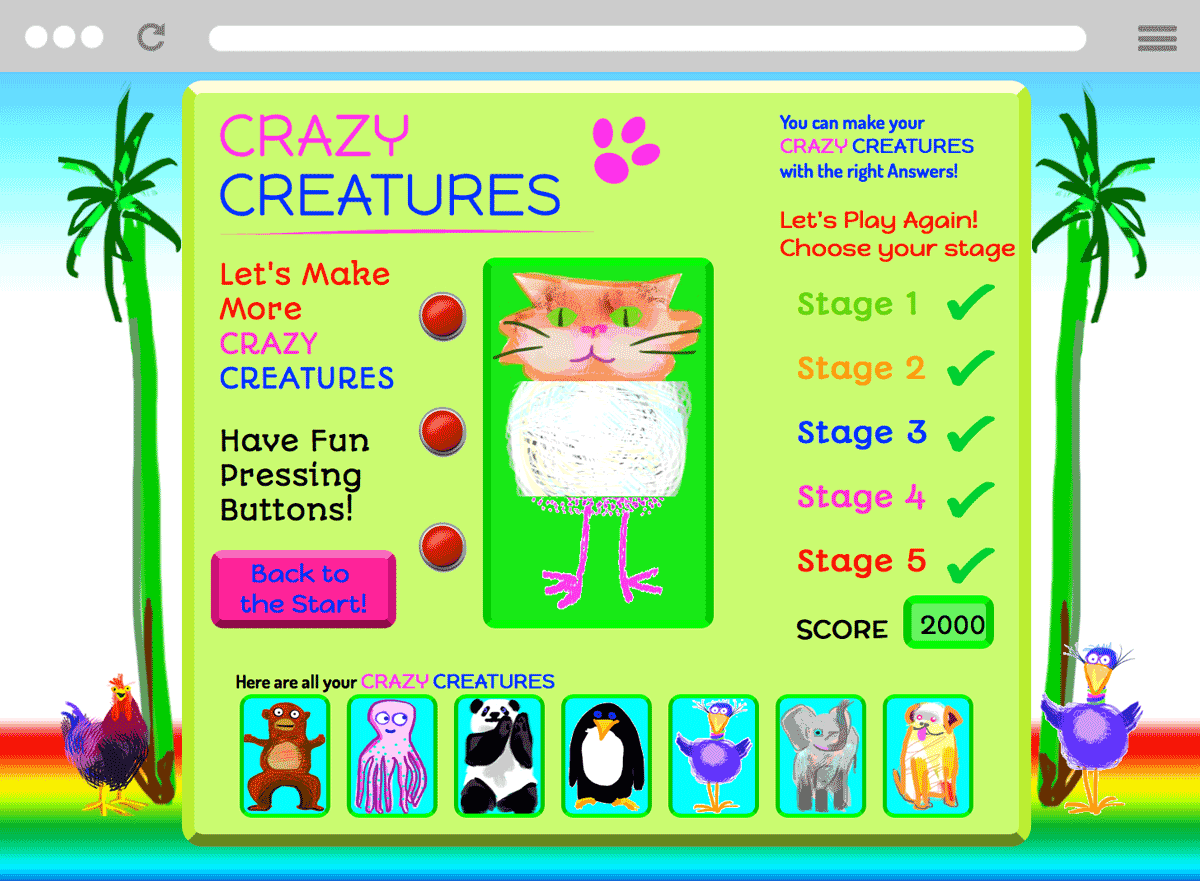 CRAZY
CREATURES
Let's Make
More
CRAZY
CREATURES
Have Fun
Pressing
Buttons!
Back to
the Start!
You can make your
CRAZY CREATURES
with the right Answers!
Let's Play Again!
Choose your stage
Stage 1
Stage 2
Stage 3
Stage 4
Stage 5
SCORE 2000
Here are all your CRAZY CREATURES